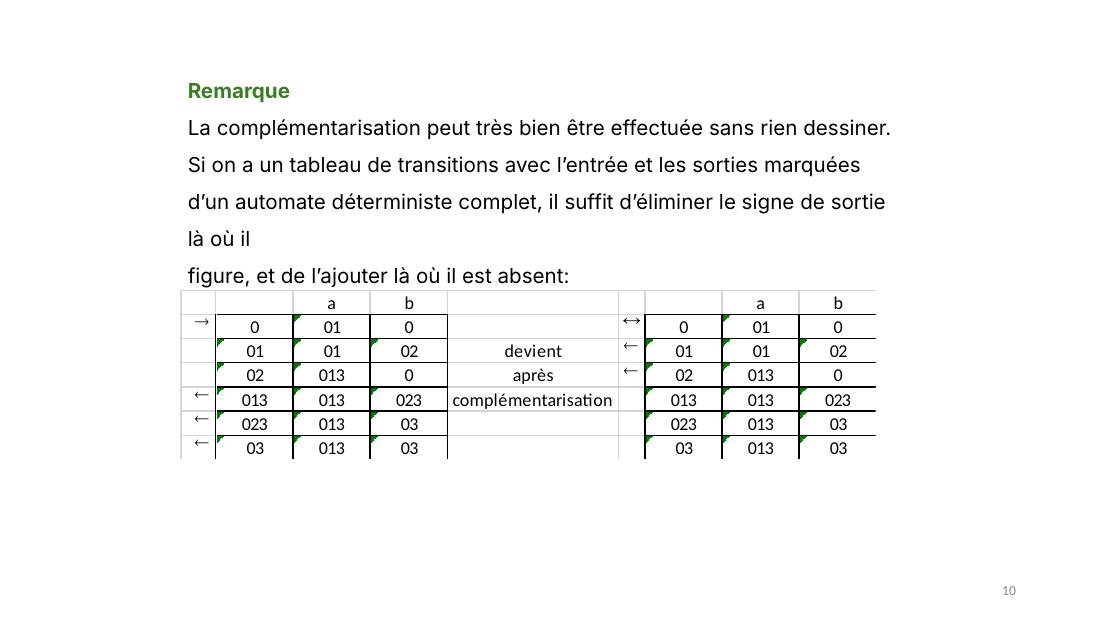 Remarque
La complémentarisation peut très bien être effectuée sans rien dessiner.
Si on a un tableau de transitions avec l’entrée et les sorties marquées
d’un automate déterministe complet, il suffit d’éliminer le signe de sortie
là où il
figure, et de l’ajouter là où il est absent:
a b a b
→ 0 01 0 ↔ 0 01 0
01 01 02 devient ← 01 01 02
02 013 0 après ← 02 013 0
← 013 013 023 complémentarisation 013 013 023
← 023 013 03 023 013 03
← 03 013 03 03 013 03
10